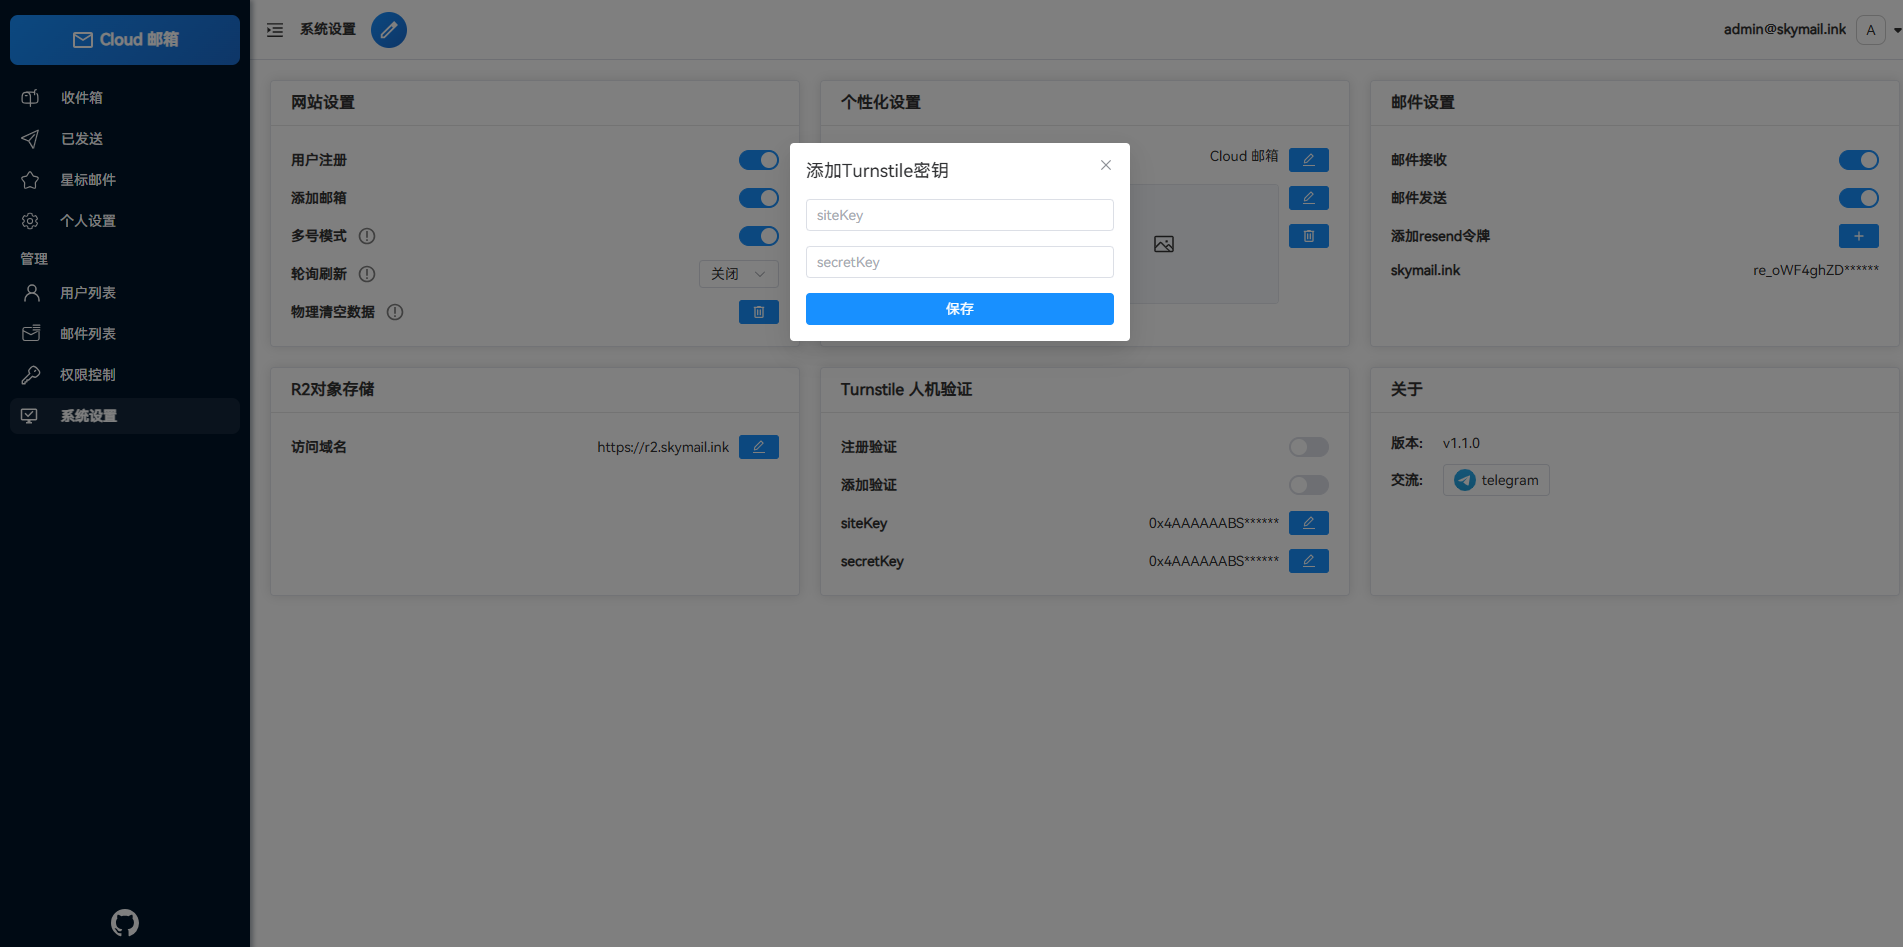 Cloud 邮箱
收件箱
已发送
星标邮件
个人设置
管理
用户列表
邮件列表
权限控制
系统设置
系统设置
admin@skymail.ink
A
网站设置
用户注册
添加邮箱
多号模式
轮询刷新
关闭
物理清空数据
个性化设置
Cloud 邮箱
添加Turnstile密钥
siteKey
secretKey
保存
邮件设置
邮件接收
邮件发送
添加resend令牌
skymail.ink
re_oWF4ghZD******
R2对象存储
访问域名
https://r2.skymail.ink
Turnstile 人机验证
注册验证
添加验证
siteKey
0x4AAAAAABS******
secretKey
0x4AAAAAABS******
关于
版本:
v1.1.0
交流:
telegram